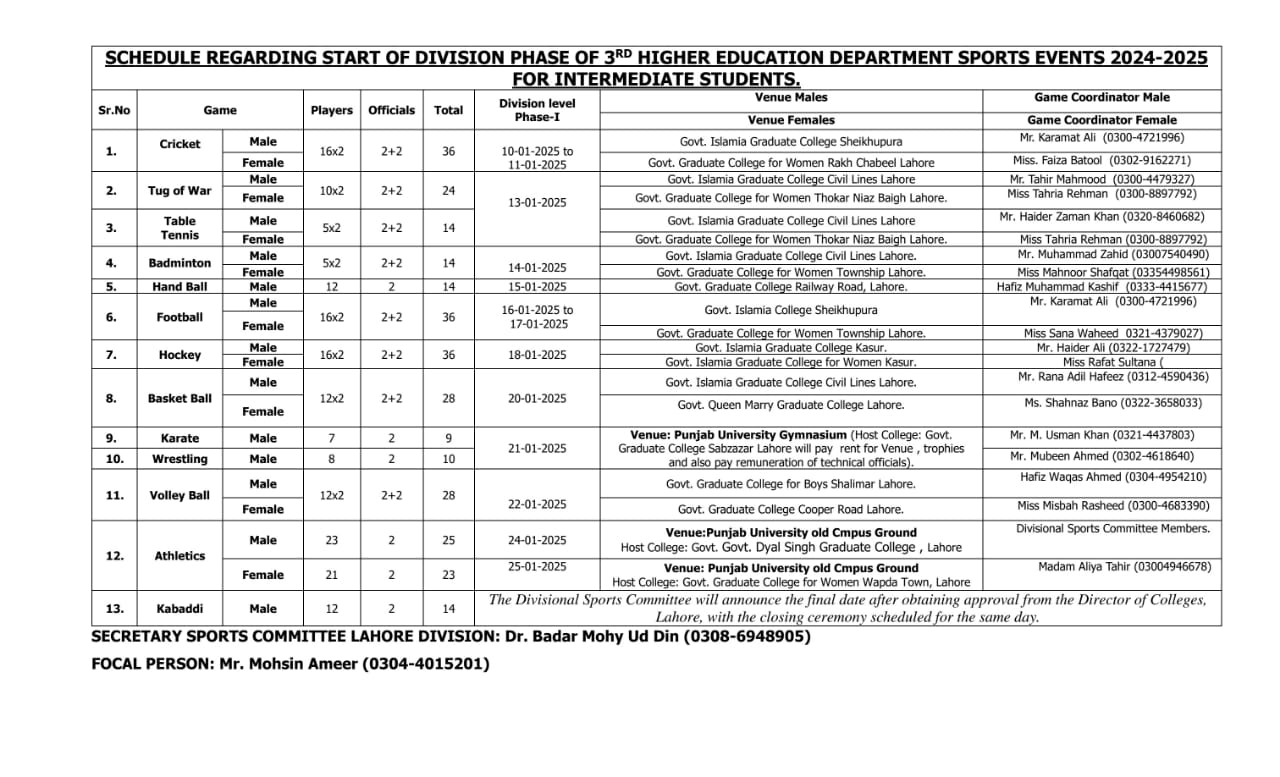 SCHEDULE REGARDING START OF DIVISION PHASE OF 3RD HIGHER EDUCATION DEPARTMENT SPORTS EVENTS 2024-2025
FOR INTERMEDIATE STUDENTS.
Sr.No Game Players Officials Total Division level Phase-I Venue Males Game Coordinator Male
Venue Females Game Coordinator Female
1. Cricket Male 16x2 2+2 36 10-01-2025 to 11-01-2025 Govt. Islamia Graduate College Sheikhupura Mr. Karamat Ali (0300-4721996)
Female Govt. Graduate College for Women Rakh Chabeel Lahore Miss. Faiza Batool (0302-9162271)
2. Tug of War Male 10x2 2+2 24 13-01-2025 Govt. Islamia Graduate College Civil Lines Lahore Mr. Tahir Mahmood (0300-4479327)
Female Govt. Graduate College for Women Thokar Niaz Baigh Lahore. Miss Tahria Rehman (0300-8897792)
3. Table Tennis Male 5x2 2+2 14 Govt. Islamia Graduate College Civil Lines Lahore Mr. Haider Zaman Khan (0320-8460682)
Female Govt. Graduate College for Women Thokar Niaz Baigh Lahore. Miss Tahria Rehman (0300-8897792)
4. Badminton Male 5x2 2+2 14 14-01-2025 Govt. Islamia Graduate College Civil Lines Lahore. Mr. Muhammad Zahid (03007540490)
Female Govt. Graduate College for Women Township Lahore. Miss Mahnoor Shafqat (03354498561)
5. Hand Ball Male 12 2 14 15-01-2025 Govt. Graduate College Railway Road, Lahore. Hafiz Muhammad Kashif (0333-4415677)
6. Football Male 16x2 2+2 36 16-01-2025 to 17-01-2025 Govt. Islamia College Sheikhupura Mr. Karamat Ali (0300-4721996)
Female Govt. Graduate College for Women Township Lahore. Miss Sana Waheed 0321-4379027)
7. Hockey Male 16x2 2+2 36 18-01-2025 Govt. Islamia Graduate College Kasur. Mr. Haider Ali (0322-1727479)
Female Govt. Islamia Graduate College for Women Kasur. Miss Rafat Sultana (
8. Basket Ball Male 12x2 2+2 28 20-01-2025 Govt. Islamia Graduate College Civil Lines Lahore. Mr. Rana Adil Hafeez (0312-4590436)
Female Govt. Queen Marry Graduate College Lahore. Ms. Shahnaz Bano (0322-3658033)
9. Karate Male 7 2 9 21-01-2025 Venue: Punjab University Gymnasium (Host College: Govt. Graduate College Sabzazar Lahore will pay rent for Venue , trophies and also pay remuneration of technical officials). Mr. M. Usman Khan (0321-4437803)
10. Wrestling Male 8 2 10 Mr. Mubeen Ahmed (0302-4618640)
11. Volley Ball Male 12x2 2+2 28 22-01-2025 Govt. Graduate College for Boys Shalimar Lahore. Hafiz Waqas Ahmed (0304-4954210)
Female Govt. Graduate College Cooper Road Lahore. Miss Misbah Rasheed (0300-4683390)
12. Athletics Male 23 2 25 24-01-2025 Venue:Punjab University old Cmpus Ground Host College: Govt. Govt. Dyal Singh Graduate College , Lahore Divisional Sports Committee Members.
Female 21 2 23 25-01-2025 Venue: Punjab University old Cmpus Ground Host College: Govt. Graduate College for Women Wapda Town, Lahore Madam Aliya Tahir (03004946678)
13. Kabaddi Male 12 2 14 The Divisional Sports Committee will announce the final date after obtaining approval from the Director of Colleges, Lahore, with the closing ceremony scheduled for the same day.
SECRETARY SPORTS COMMITTEE LAHORE DIVISION: Dr. Badar Mohy Ud Din (0308-6948905)
FOCAL PERSON: Mr. Mohsin Ameer (0304-4015201)